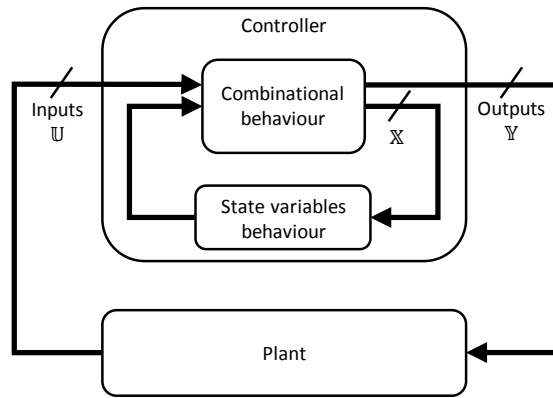 Controller
Inputs
𝕌
Combinational
behaviour
𝕏
Outputs
𝕐
State variables
behaviour
Plant